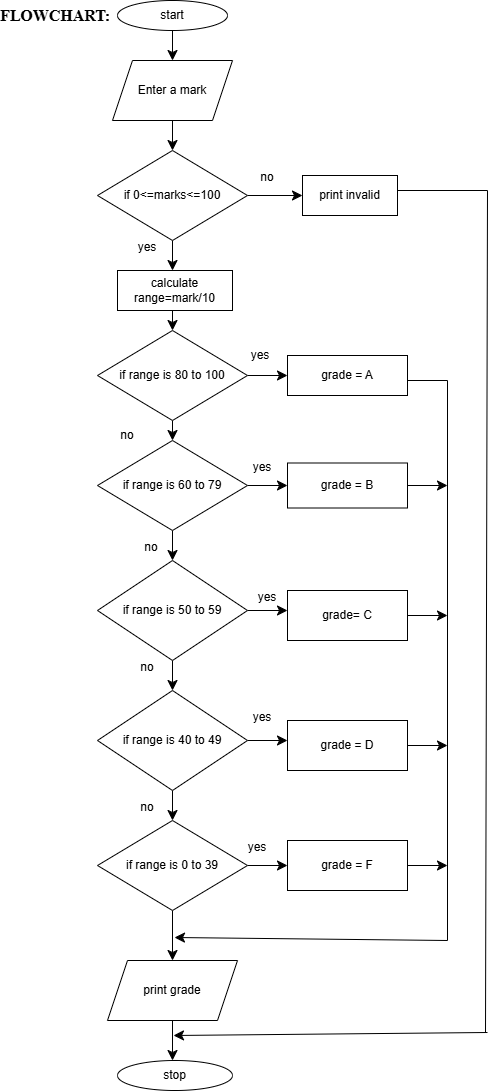 FLOWCHART:
start
Enter a mark
if 0<=marks<=100
no
print invalid
yes
calculate
range=mark/10
if range is 80 to 100
yes
grade = A
no
if range is 60 to 79
yes
grade = B
no
if range is 50 to 59
yes
grade= C
no
if range is 40 to 49
yes
grade = D
no
if range is 0 to 39
yes
grade = F
print grade
stop